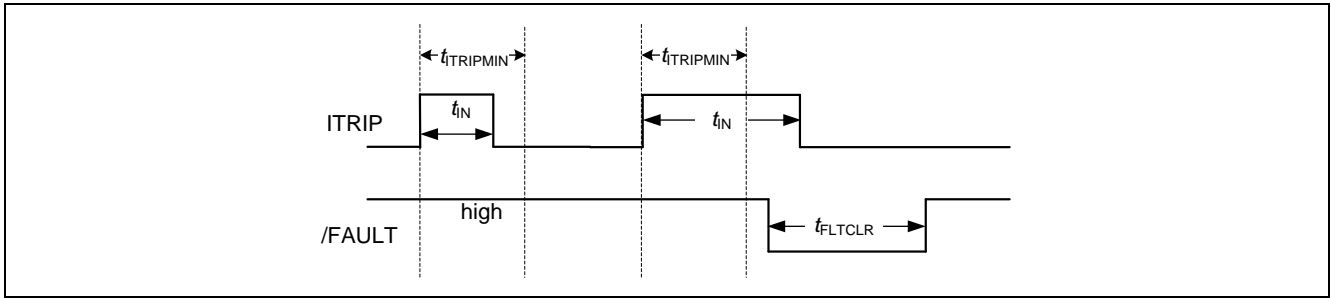 tITRIPMIN tITRIPMIN
ITRIP tIN tIN
high
/FAULT tFLTCLR